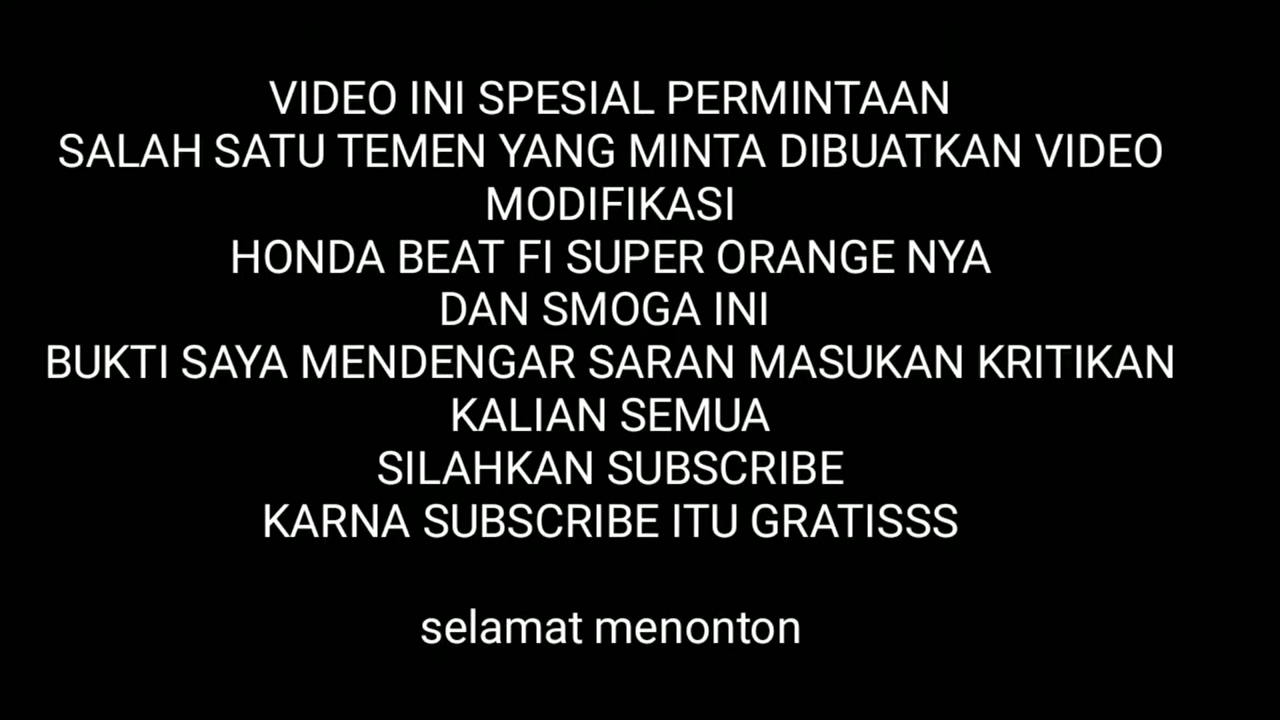 VIDEO INI SPESIAL PERMINTAAN
SALAH SATU TEMEN YANG MINTA DIBUATKAN VIDEO
MODIFIKASI
HONDA BEAT FI SUPER ORANGE NYA
DAN SMOGA INI
BUKTI SAYA MENDENGAR SARAN MASUKAN KRITIKAN
KALIAN SEMUA
SILAHKAN SUBSCRIBE
KARNA SUBSCRIBE ITU GRATISSS
selamat menonton